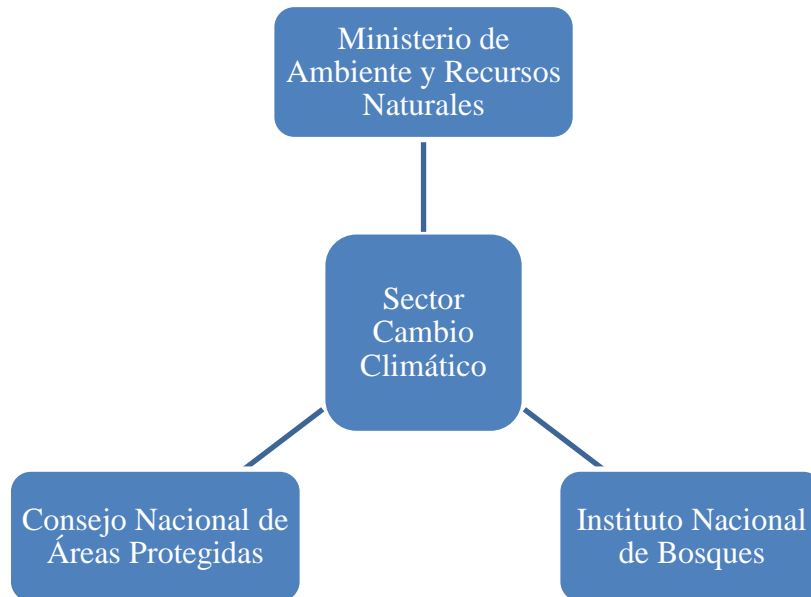 Ministerio de
Ambiente y Recursos
Naturales
Sector
Cambio
Climático
Consejo Nacional de
Áreas Protegidas
Instituto Nacional
de Bosques